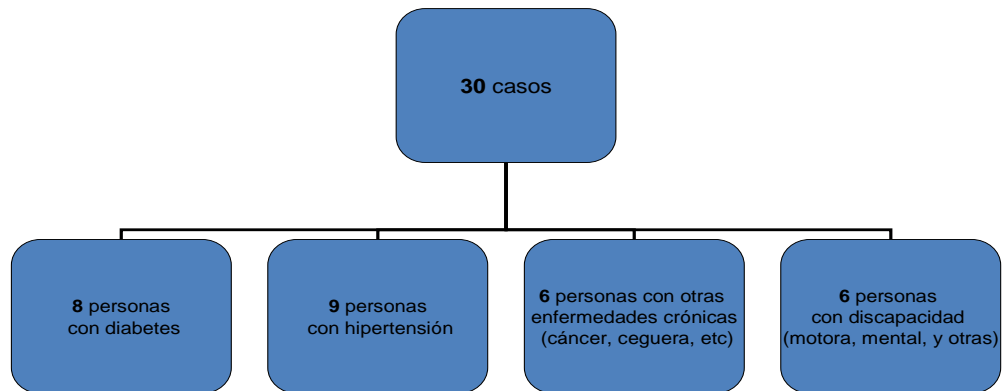 30 casos
8 personas
con diabetes
9 personas
con hipertensión
6 personas con otras
enfermedades crónicas
(cáncer, ceguera, etc)
6 personas
con discapacidad
(motora, mental, y otras)